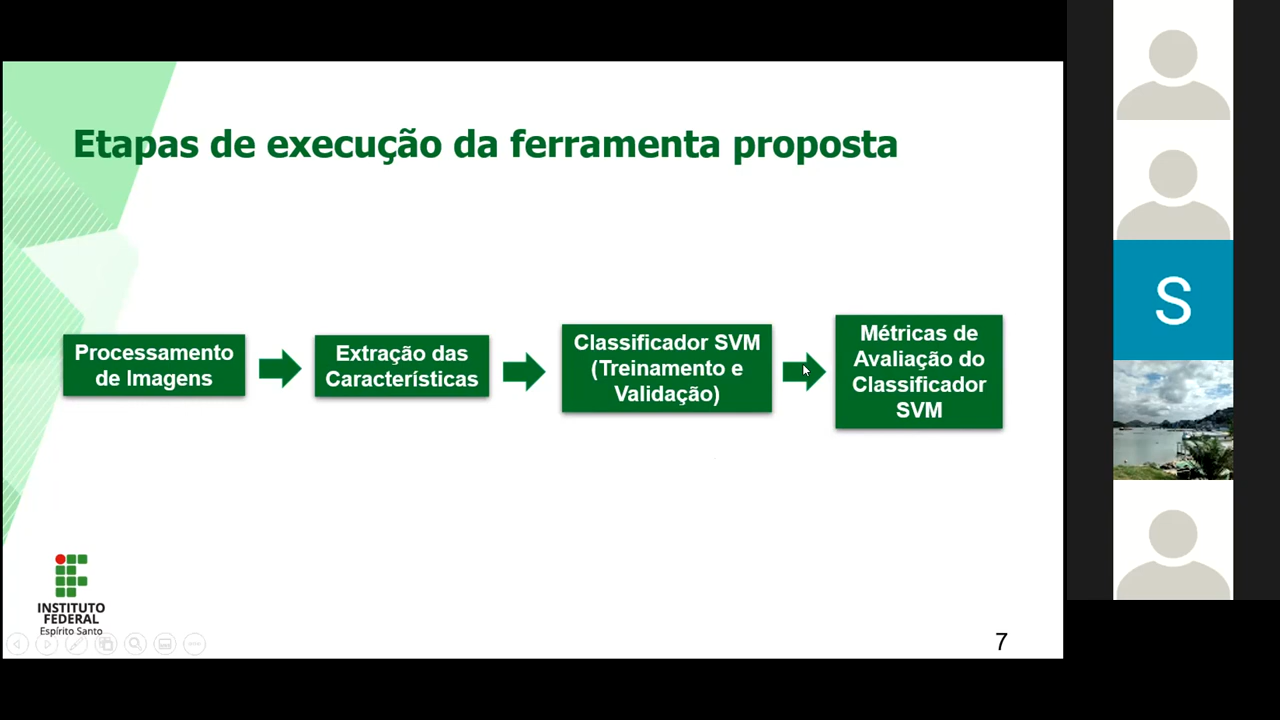 Etapas de execução da ferramenta proposta
Processamento
de Imagens
Extração das
Características
Classificador SVM
(Treinamento e
Validação)
Métricas de
Avaliação do
Classificador
SVM
INSTITUTO
FEDERAL
Espírito Santo
7
S